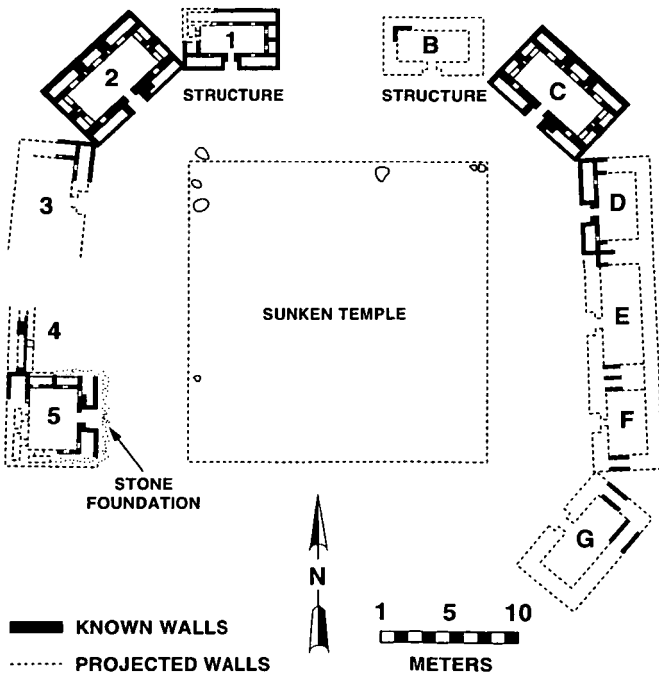 1
2
STRUCTURE
B
C
STRUCTURE
3
D
4
SUNKEN TEMPLE
E
5
F
STONE
FOUNDATION
G
N
KNOWN WALLS
PROJECTED WALLS
1 5 10
METERS